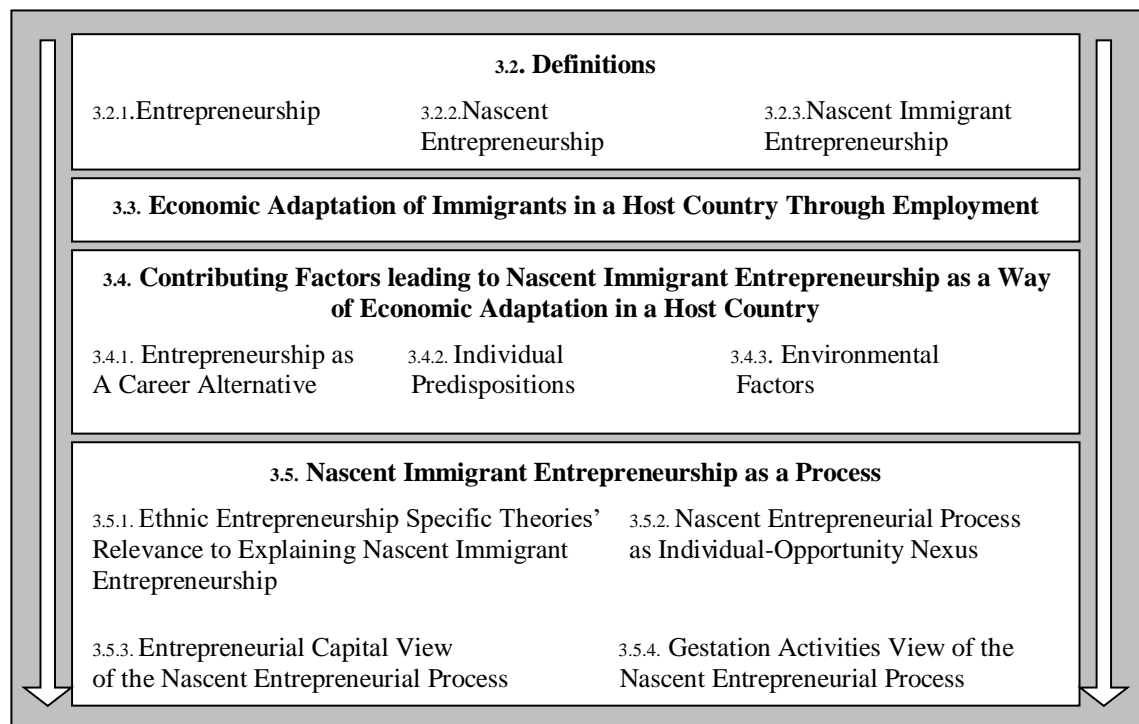 3.2. Definitions
3.2.1.Entrepreneurship
3.2.2.Nascent
Entrepreneurship
3.2.3.Nascent Immigrant
Entrepreneurship
3.3. Economic Adaptation of Immigrants in a Host Country Through Employment
3.4. Contributing Factors leading to Nascent Immigrant Entrepreneurship as a Way
of Economic Adaptation in a Host Country
3.4.1. Entrepreneurship as
A Career Alternative
3.4.2. Individual
Predispositions
3.4.3. Environmental
Factors
3.5. Nascent Immigrant Entrepreneurship as a Process
3.5.1. Ethnic Entrepreneurship Specific Theories’
Relevance to Explaining Nascent Immigrant
Entrepreneurship
3.5.2. Nascent Entrepreneurial Process
as Individual-Opportunity Nexus
3.5.3. Entrepreneurial Capital View
of the Nascent Entrepreneurial Process
3.5.4. Gestation Activities View of the
Nascent Entrepreneurial Process